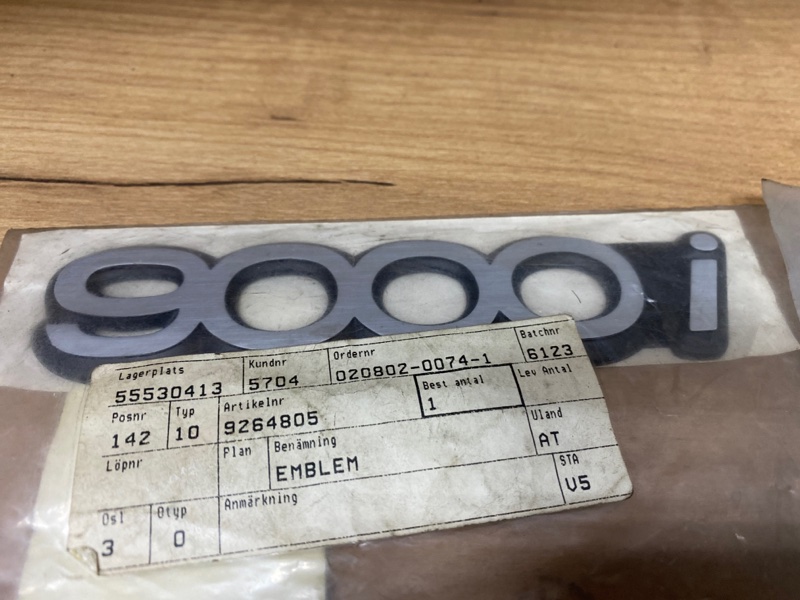 9000i
Lagerplats Kundnr Ordernr Batchnr
55530413 5704 020802-0074-1 6123
Posnr Typ Artikelnr Best antal Lev Antal
142 10 9264805 1
Löpnr Plan Benämning Uland
EMBLEM AT
Osl Otyp Anmärkning STA
3 0 V5